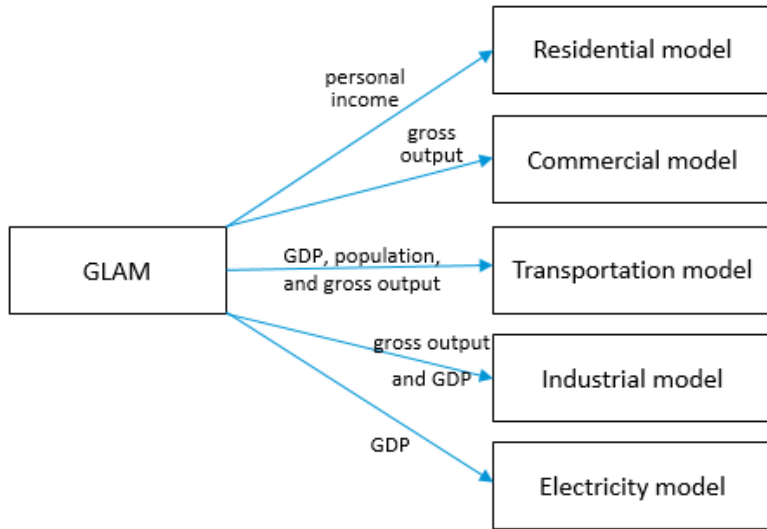 Residential model
personal
income
gross
output
Commercial model
GLAM
GDP, population,
and gross output
Transportation model
gross output
and GDP
Industrial model
GDP
Electricity model